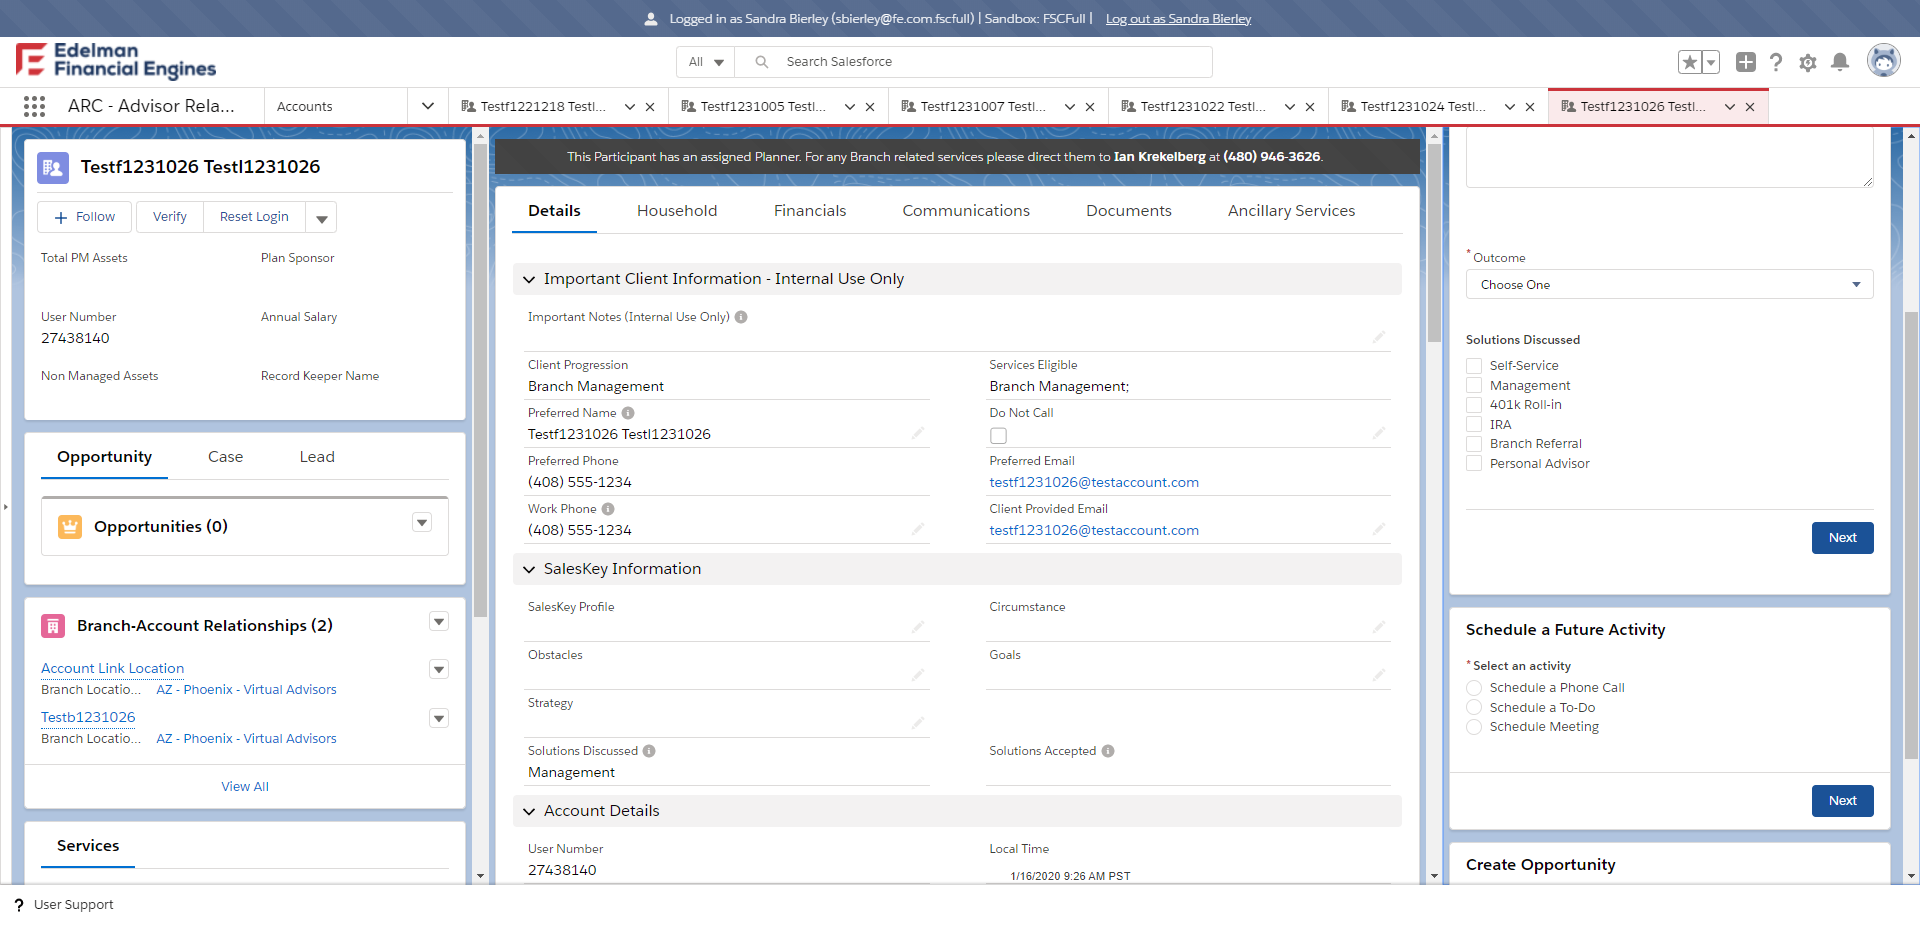 Logged in as Sandra Bierley (sbierley@fe.com.fscfull) | Sandbox: FSCFull | Log out as Sandra Bierley
Edelman
Financial Engines
All
Search Salesforce
ARC - Advisor Rela...
Accounts
Testf1221218 Testl...
Testf1231005 Testl...
Testf1231007 Testl...
Testf1231022 Testl...
Testf1231024 Testl...
Testf1231026 Testl...
Testf1231026 Testl1231026
Follow
Verify
Reset Login
Total PM Assets
Plan Sponsor
User Number
27438140
Annual Salary
Non Managed Assets
Record Keeper Name
Opportunity
Case
Lead
Opportunities (0)
Branch-Account Relationships (2)
Account Link Location
Branch Locatio... AZ - Phoenix - Virtual Advisors
Testb1231026
Branch Locatio... AZ - Phoenix - Virtual Advisors
View All
Services
This Participant has an assigned Planner. For any Branch related services please direct them to Ian Krekelberg at (480) 946-3626.
Details
Household
Financials
Communications
Documents
Ancillary Services
Important Client Information - Internal Use Only
Important Notes (Internal Use Only)
Client Progression
Branch Management
Services Eligible
Branch Management;
Preferred Name
Testf1231026 Testl1231026
Do Not Call
Preferred Phone
(408) 555-1234
Preferred Email
testf1231026@testaccount.com
Work Phone
(408) 555-1234
Client Provided Email
testf1231026@testaccount.com
SalesKey Information
SalesKey Profile
Circumstance
Obstacles
Goals
Strategy
Solutions Discussed
Management
Solutions Accepted
Account Details
User Number
27438140
Local Time
1/16/2020 9:26 AM PST
* Outcome
Choose One
Solutions Discussed
Self-Service
Management
401k Roll-in
IRA
Branch Referral
Personal Advisor
Next
Schedule a Future Activity
* Select an activity
Schedule a Phone Call
Schedule a To-Do
Schedule Meeting
Next
Create Opportunity
? User Support